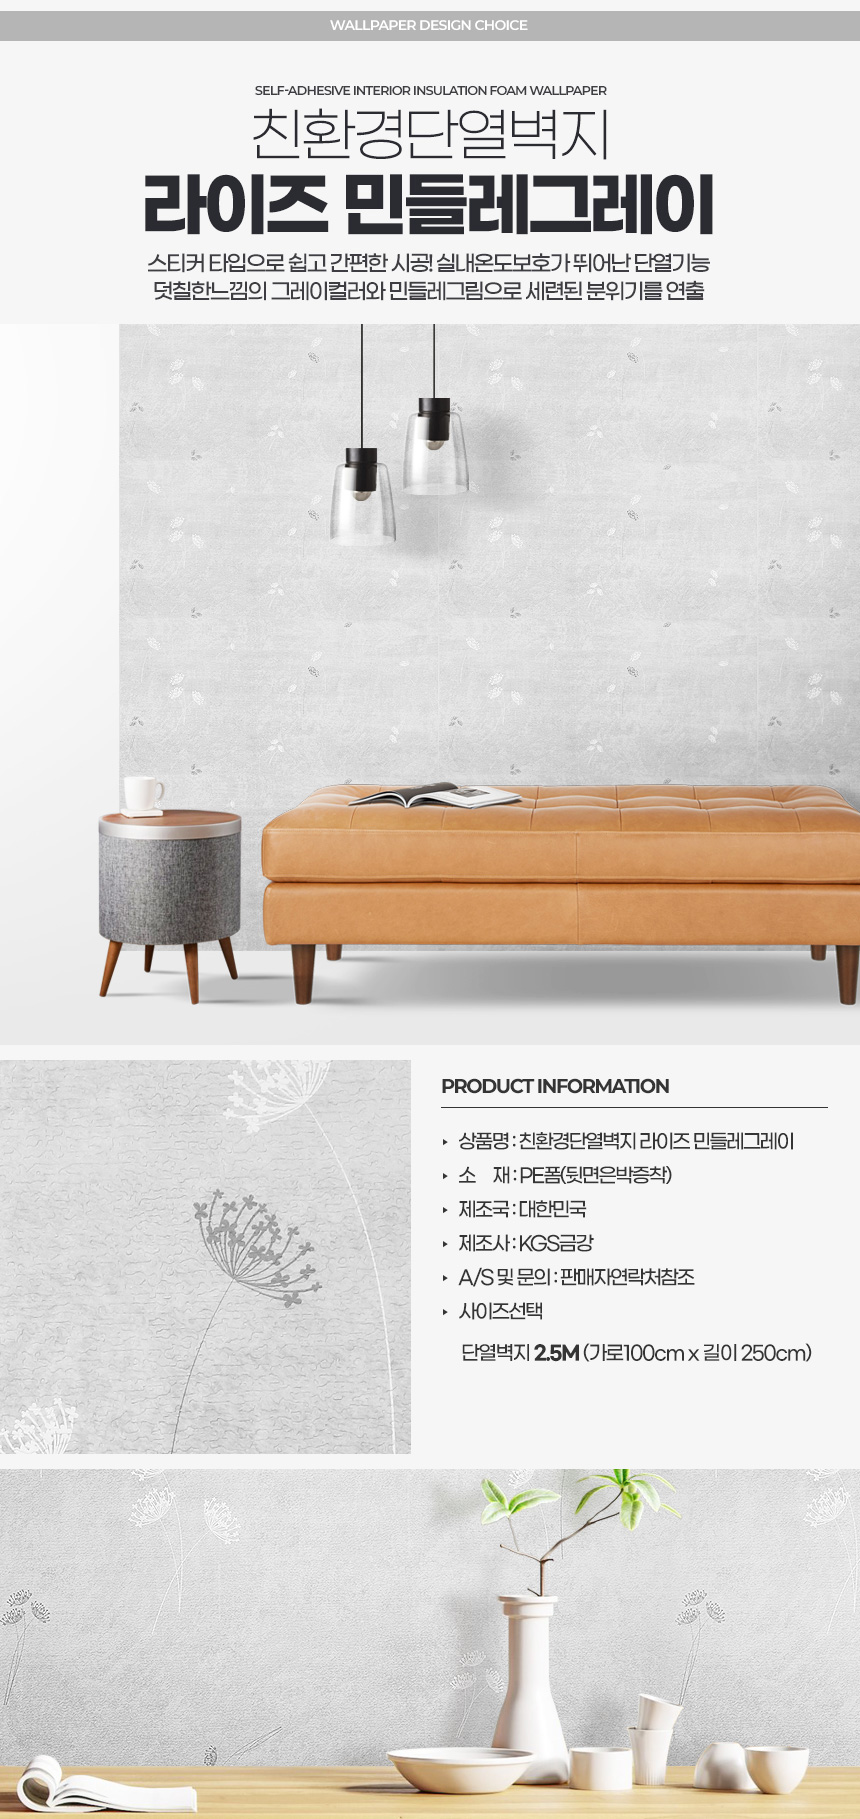 WALLPAPER DESIGN CHOICE
SELF-ADHESIVE INTERIOR INSULATION FOAM WALLPAPER
친환경단열벽지
라이즈 민들레그레이
스티커 타입으로 쉽고 간편한 시공! 실내온도보호가 뛰어난 단열기능
덧칠한느낌의 그레이컬러와 민들레그림으로 세련된 분위기를 연출
PRODUCT INFORMATION
‣ 상품명 : 친환경단열벽지 라이즈 민들레그레이
‣ 소 재 : PE폼(뒷면은박증착)
‣ 제조국 : 대한민국
‣ 제조사 : KGS금강
‣ A/S 및 문의 : 판매자연락처참조
‣ 사이즈선택
단열벽지 2.5M (가로100cm x 길이 250cm)